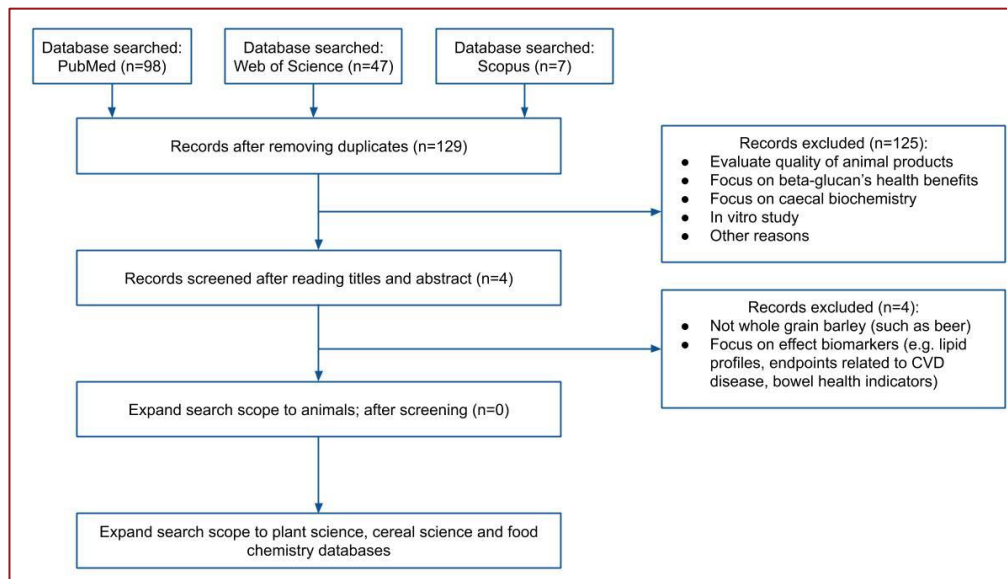 Database searched:
PubMed (n=98)
Database searched:
Web of Science (n=47)
Database searched:
Scopus (n=7)
Records after removing duplicates (n=129)
Records excluded (n=125):
● Evaluate quality of animal products
● Focus on beta-glucan's health benefits
● Focus on caecal biochemistry
● In vitro study
● Other reasons
Records screened after reading titles and abstract (n=4)
Records excluded (n=4):
● Not whole grain barley (such as beer)
● Focus on effect biomarkers (e.g. lipid
profiles, endpoints related to CVD
disease, bowel health indicators)
Expand search scope to animals; after screening (n=0)
Expand search scope to plant science, cereal science and food
chemistry databases